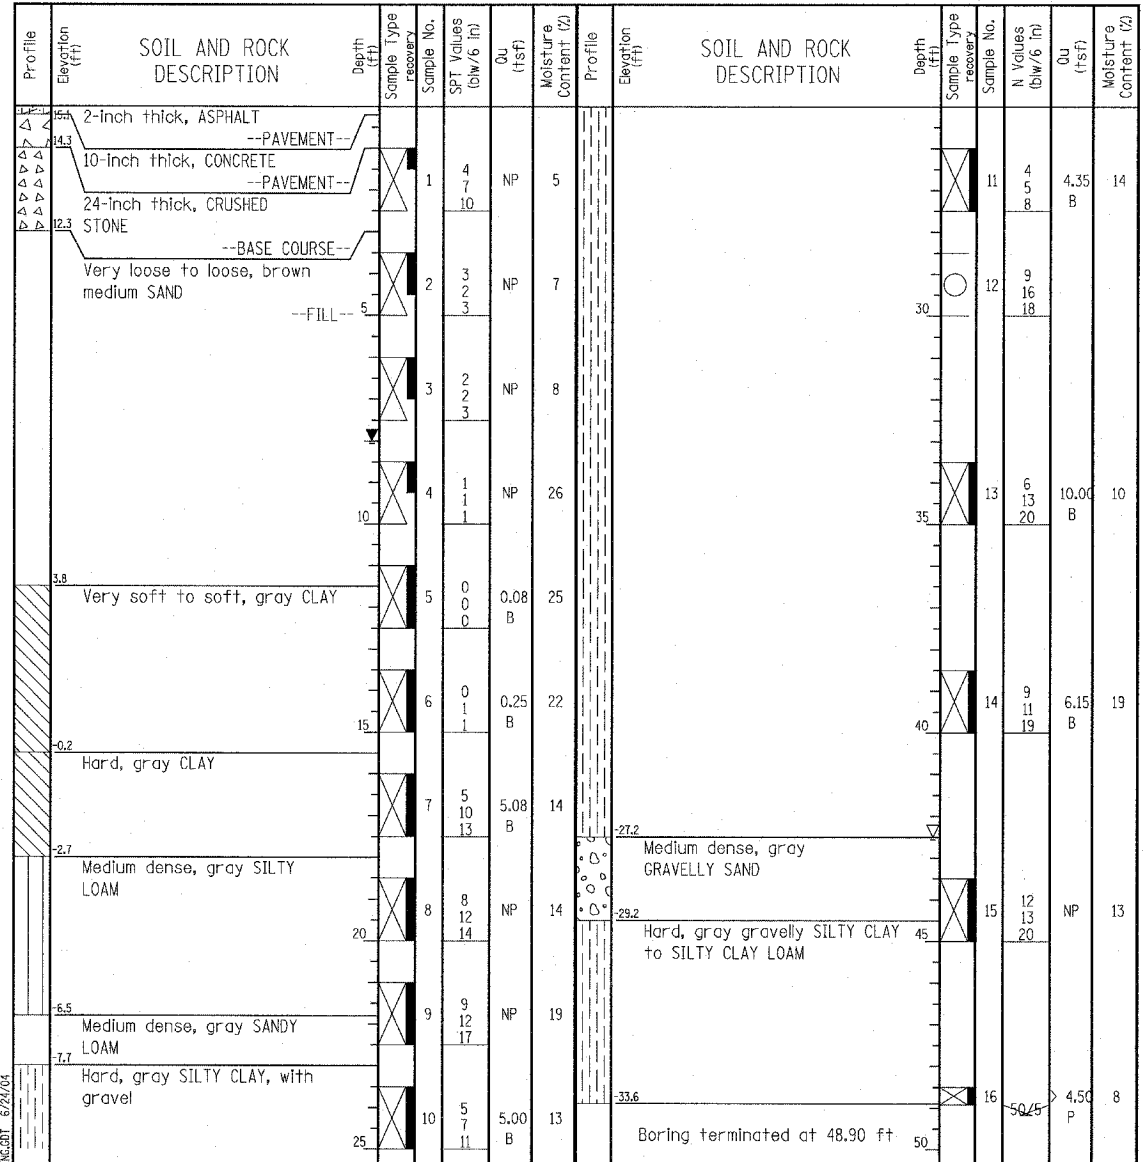 Profile
Elevation
(ft)
SOIL AND ROCK
DESCRIPTION
Depth
(ft)
Sample Type
recovery
Sample No.
SPT Values
(blw/6 in)
Qu
(tsf)
Moisture
Content (%)
15.1 2-inch thick, ASPHALT
--PAVEMENT--
14.3
10-inch thick, CONCRETE
--PAVEMENT--
24-inch thick, CRUSHED
STONE
12.3
--BASE COURSE--
Very loose to loose, brown
medium SAND
--FILL-- 5
1 4 7 10 NP 5
2 3 2 3 NP 7
3 2 2 3 NP 8
4 1 1 1 NP 26
10
3.8
Very soft to soft, gray CLAY
5 0 0 0 0.08 B 25
6 0 1 1 0.25 B 22
15
-0.2
Hard, gray CLAY
7 5 10 13 5.08 B 14
-2.7
Medium dense, gray SILTY
LOAM
8 8 12 14 NP 14
20
-6.5
9 9 12 17 NP 19
Medium dense, gray SANDY
LOAM
-7.7
Hard, gray SILTY CLAY, with
gravel
10 5 7 11 5.00 B 13
25
NG.GDT 6/24/04
Profile
Elevation
(ft)
SOIL AND ROCK
DESCRIPTION
Depth
(ft)
Sample Type
recovery
Sample No.
N Values
(blw/6 in)
Qu
(tsf)
Moisture
Content (%)
11 4 5 8 4.35 B 14
12 9 16 18
30
13 6 13 20 10.00 B 10
35
14 9 11 19 6.15 B 19
40
-27.2
Medium dense, gray
GRAVELLY SAND
15 12 13 20 NP 13
-29.2
Hard, gray gravelly SILTY CLAY 45
to SILTY CLAY LOAM
16 50/5 4.50 P 8
-33.6
Boring terminated at 48.90 ft 50